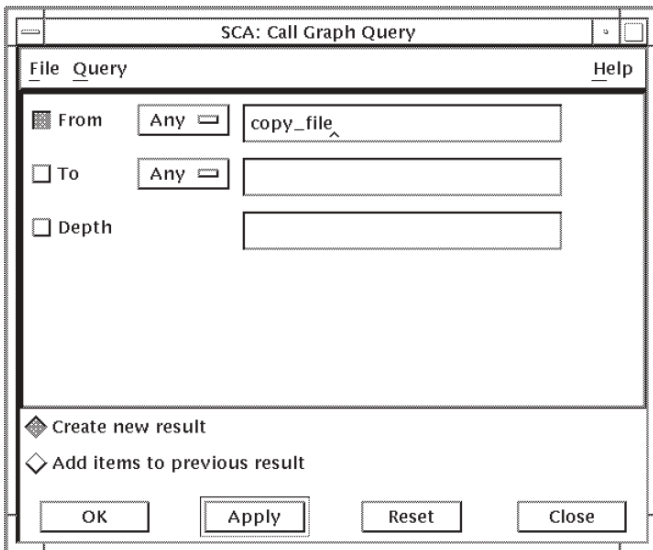 SCA: Call Graph Query
File Query Help
From Any copy_file
To Any
Depth
Create new result
Add items to previous result
OK Apply Reset Close